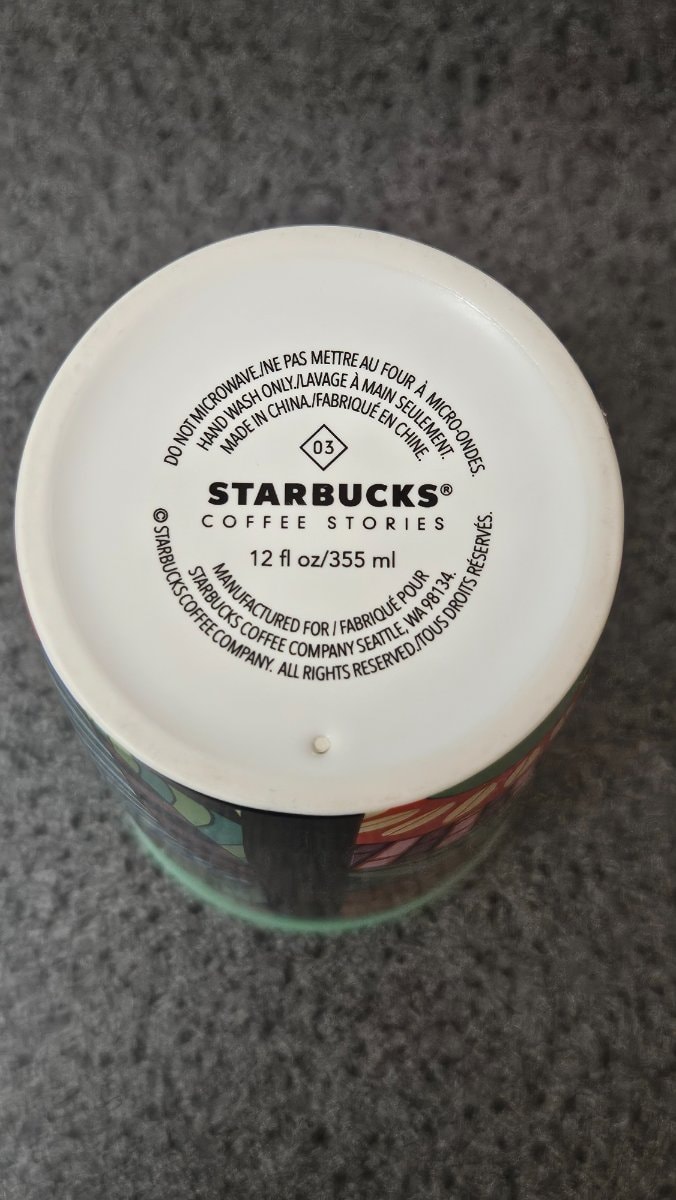 DO NOT MICROWAVE./NE PAS METTRE AU FOUR À MICRO-ONDES.
HAND WASH ONLY./LAVAGE À MAIN SEULEMENT.
MADE IN CHINA./FABRIQUÉ EN CHINE.
03
STARBUCKS®
COFFEE STORIES
12 fl oz/355 ml
MANUFACTURED FOR / FABRIQUÉ POUR
STARBUCKS COFFEE COMPANY SEATTLE, WA 98134.
© STARBUCKS COFFEE COMPANY. ALL RIGHTS RESERVED./TOUS DROITS RÉSERVÉS.